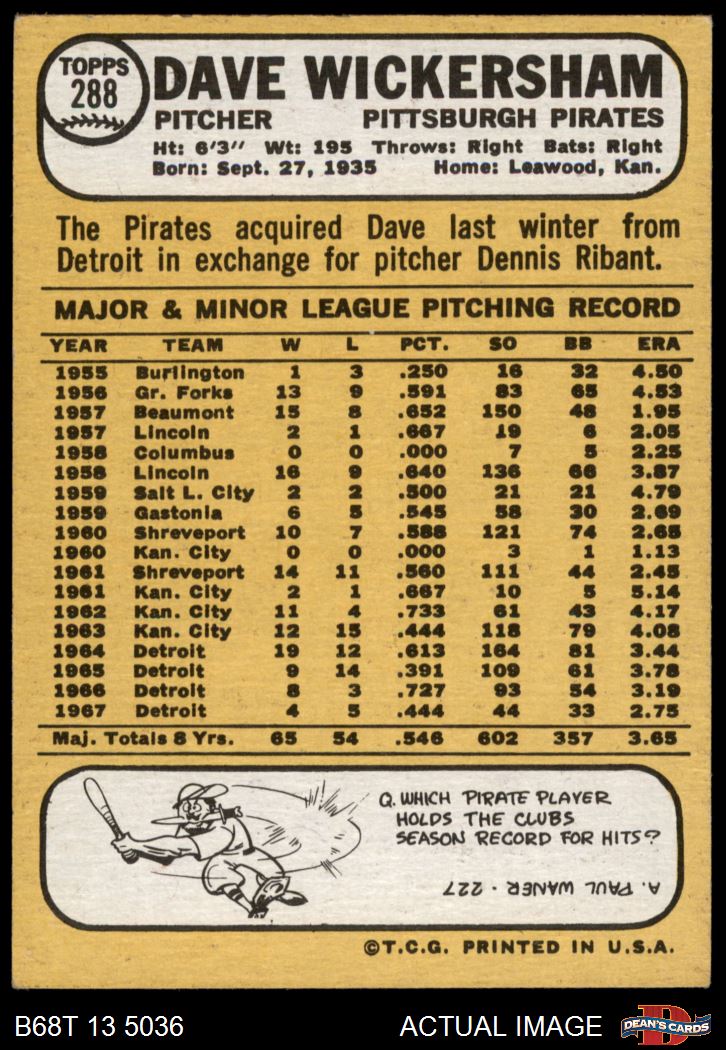 TOPPS
288
DAVE WICKERSHAM
PITCHER PITTSBURGH PIRATES
Ht: 6'3" Wt: 195 Throws: Right Bats: Right
Born: Sept. 27, 1935 Home: Leawood, Kan.
The Pirates acquired Dave last winter from
Detroit in exchange for pitcher Dennis Ribant.
MAJOR & MINOR LEAGUE PITCHING RECORD
YEAR TEAM W L PCT. SO BB ERA
1955 Burlington 1 3 .250 16 32 4.50
1956 Gr. Forks 13 9 .591 83 65 4.53
1957 Beaumont 15 8 .652 150 48 1.95
1957 Lincoln 2 1 .667 19 6 2.05
1958 Columbus 0 0 .000 7 5 2.25
1958 Lincoln 16 9 .640 136 66 3.87
1959 Salt L. City 2 2 .500 21 21 4.79
1959 Gastonia 6 5 .545 58 30 2.69
1960 Shreveport 10 7 .588 121 74 2.65
1960 Kan. City 0 0 .000 3 1 1.13
1961 Shreveport 14 11 .560 111 44 2.45
1961 Kan. City 2 1 .667 10 5 5.14
1962 Kan. City 11 4 .733 61 43 4.17
1963 Kan. City 12 15 .444 118 79 4.08
1964 Detroit 19 12 .613 164 81 3.44
1965 Detroit 9 14 .391 109 61 3.78
1966 Detroit 8 3 .727 93 54 3.19
1967 Detroit 4 5 .444 44 33 2.75
Maj. Totals 8 Yrs. 65 54 .546 602 357 3.65
Q. WHICH PIRATE PLAYER
HOLDS THE CLUBS
SEASON RECORD FOR HITS?
A. PAUL WANER - 227
©T.C.G. PRINTED IN U.S.A.
B68T 13 5036 ACTUAL IMAGE
D
DEAN'S CARDS